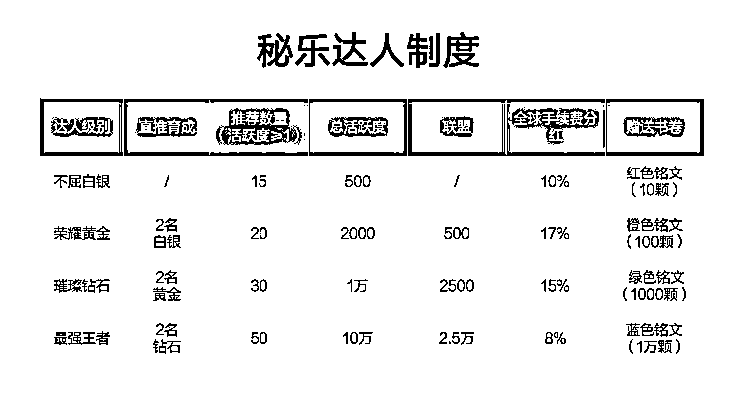 秘乐达人制度
达人级别 直推育成 推荐数量（活跃度≥1） 总活跃度 联盟 全球手续费分红 赠送书卷
不屈白银 / 15 500 / 10% 红色铭文（10颗）
荣耀黄金 2名白银 20 2000 500 17% 橙色铭文（100颗）
璀璨钻石 2名黄金 30 1万 2500 15% 绿色铭文（1000颗）
最强王者 2名钻石 50 10万 2.5万 8% 蓝色铭文（1万颗）